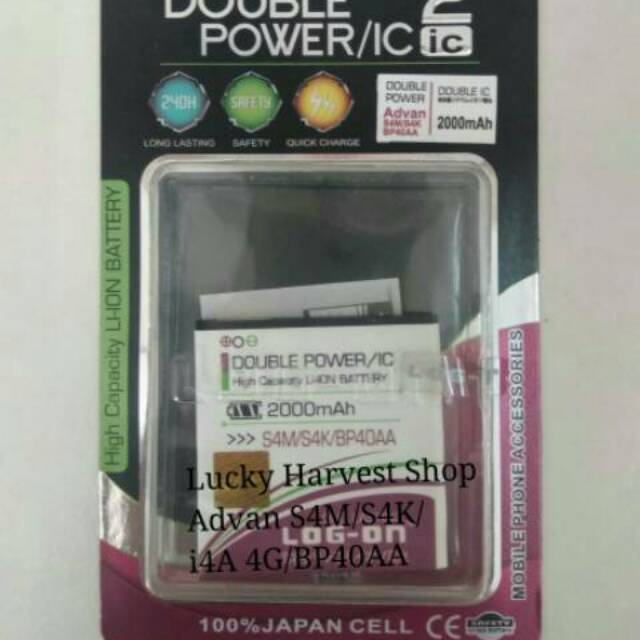 DOUBLE
POWER/IC
2
ic
240H
SAFETY
LONG LASTING
SAFETY
QUICK CHARGE
DOUBLE
POWER
Advan
S4M/S4K
BP40AA
DOUBLE IC
2000mAh
High Capacity LI-ION BATTERY
DOUBLE POWER/IC
High Capacity LI-ION BATTERY
2000mAh
>>> S4M/S4K/BP40AA
Lucky Harvest Shop
Advan S4M/S4K/
i4A 4G/BP40AA
LOG-ON
MOBILE PHONE ACCESSORIES
100%JAPAN CELL CE
SAFETY